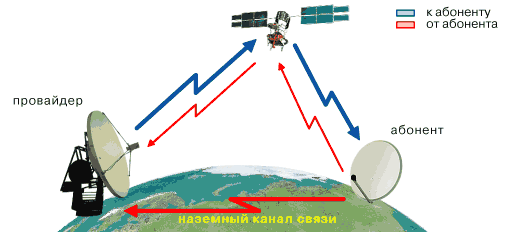 к абоненту
от абонента
провайдер
абонент
наземный канал связи